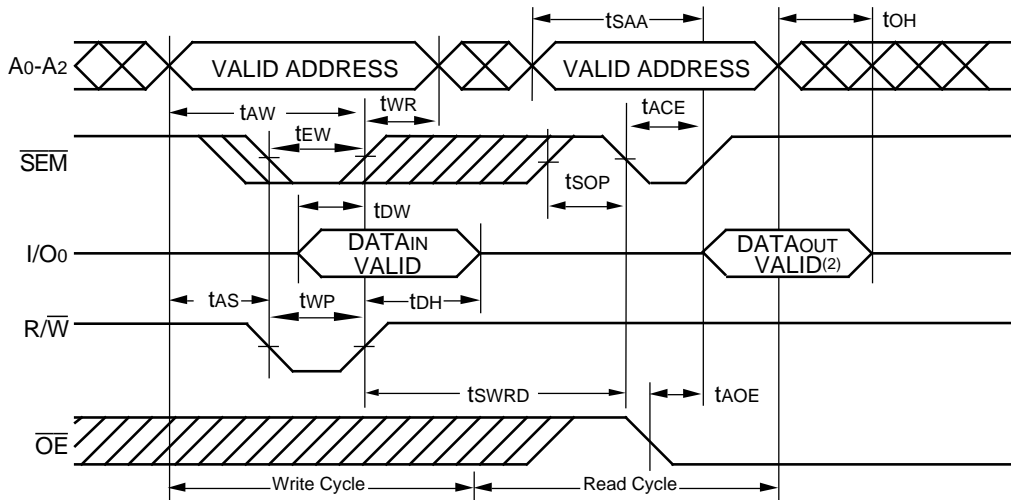 tSAA
tOH
A0-A2
VALID ADDRESS
VALID ADDRESS
tAW
tWR
tACE
tEW
SEM
tSOP
tDW
I/O0
DATAIN
VALID
DATAOUT
VALID(2)
tAS
tWP
tDH
R/W
tSWRD
tAOE
OE
Write Cycle
Read Cycle